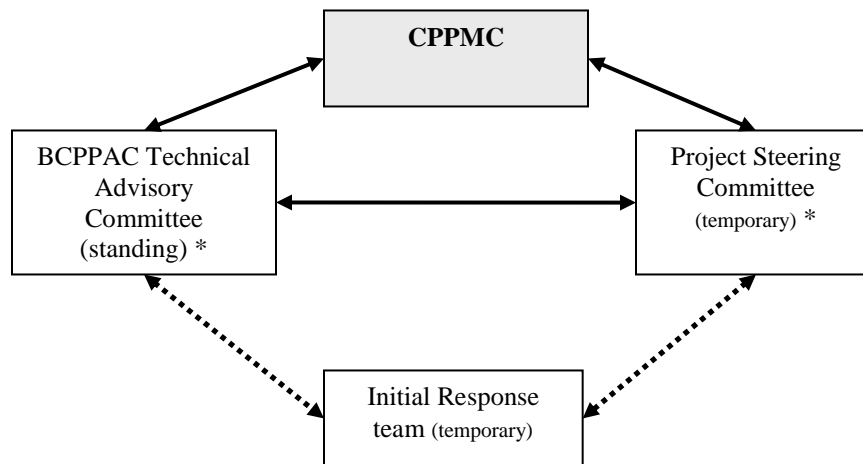 CPPMC
BCPPAC Technical
Advisory
Committee
(standing) *
Project Steering
Committee
(temporary) *
Initial Response
team (temporary)